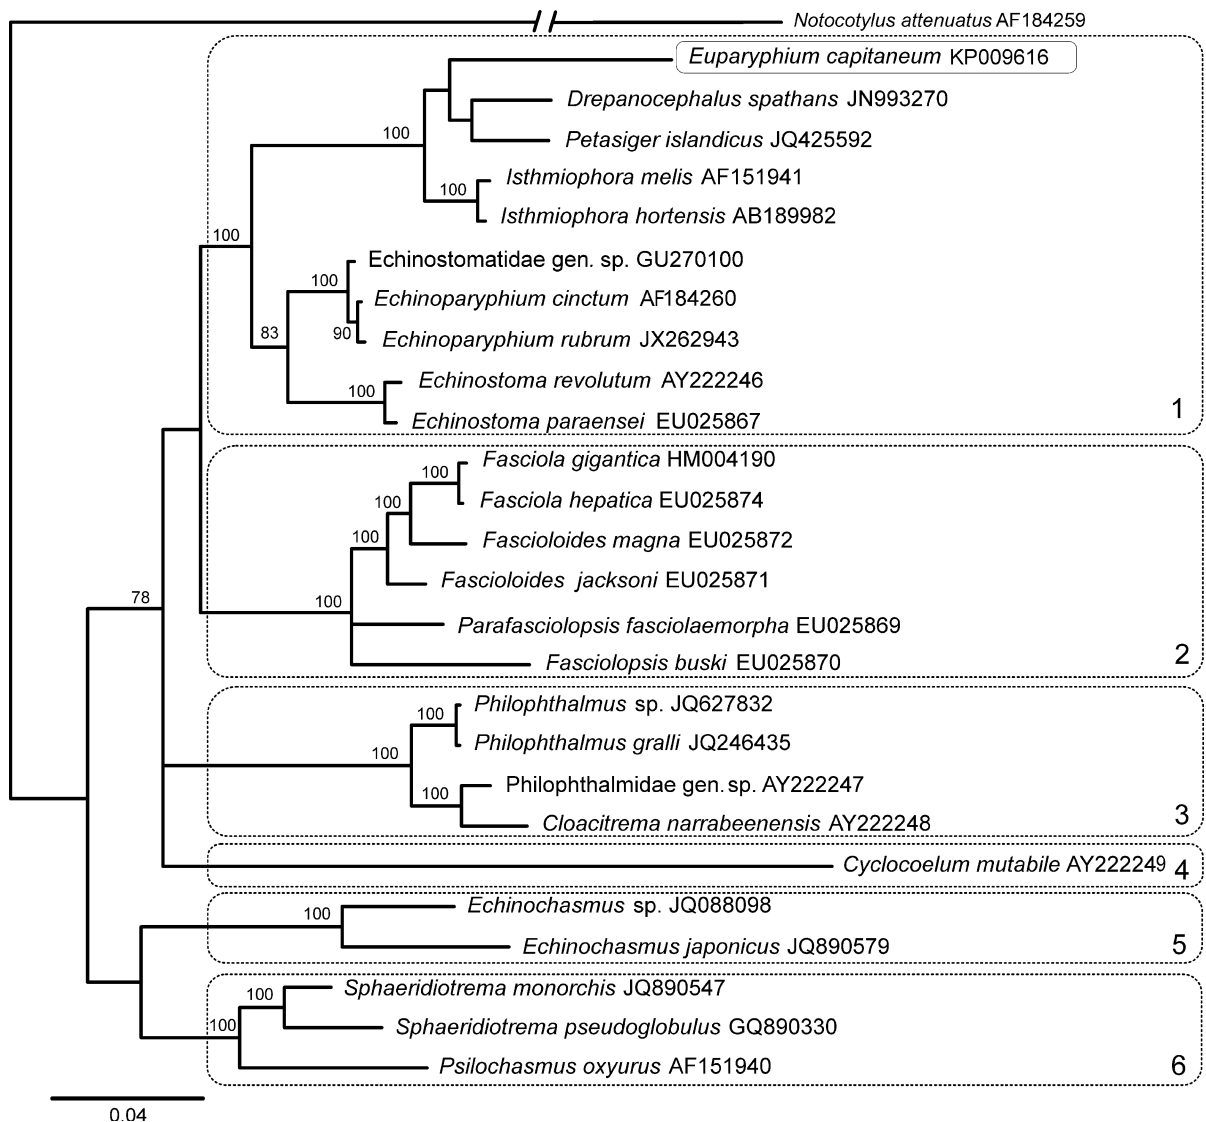 Notocotylus attenuatus AF184259
Euparyphium capitaneum KP009616
Drepanocephalus spathans JN993270
100
Petasiger islandicus JQ425592
Isthmiophora melis AF151941
100
Isthmiophora hortensis AB189982
100
Echinostomatidae gen. sp. GU270100
100
Echinoparyphium cinctum AF184260
83
90
Echinoparyphium rubrum JX262943
Echinostoma revolutum AY222246
100
1
Echinostoma paraensei EU025867
Fasciola gigantica HM004190
100
Fasciola hepatica EU025874
100
Fascioloides magna EU025872
100
Fascioloides jacksoni EU025871
78
100
Parafasciolopsis fasciolaemorpha EU025869
2
Fasciolopsis buski EU025870
Philophthalmus sp. JQ627832
100
Philophthalmus gralli JQ246435
100
Philophthalmidae gen. sp. AY222247
100
3
Cloacitrema narrabeenensis AY222248
Cyclocoelum mutabile AY222249
4
Echinochasmus sp. JQ088098
100
Echinochasmus japonicus JQ890579
5
Sphaeridiotrema monorchis JQ890547
100
100
Sphaeridiotrema pseudoglobulus GQ890330
Psilochasmus oxyurus AF151940
6
0.04